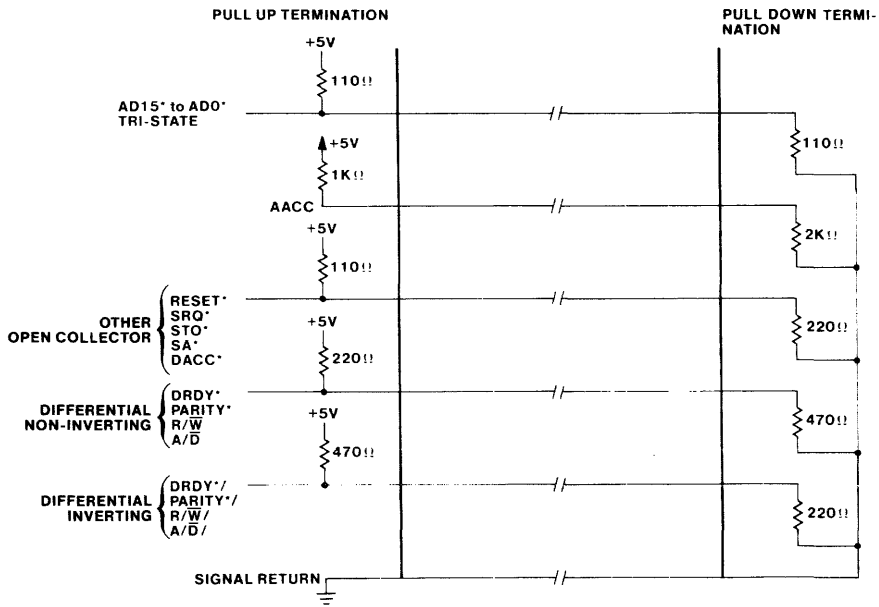 PULL UP TERMINATION
PULL DOWN TERMI-
NATION
+5V
110Ω
AD15* to AD0*
TRI-STATE
110Ω
+5V
1KΩ
AACC
2KΩ
+5V
110Ω
OTHER
OPEN COLLECTOR
RESET*
SRQ*
STO*
SA*
DACC*
220Ω
+5V
220Ω
DIFFERENTIAL
NON-INVERTING
DRDY*
PARITY*
R/W̅
A/D̅
470Ω
+5V
470Ω
DIFFERENTIAL
INVERTING
DRDY*/
PARITY*/
R/W̅/
A/D̅/
220Ω
SIGNAL RETURN